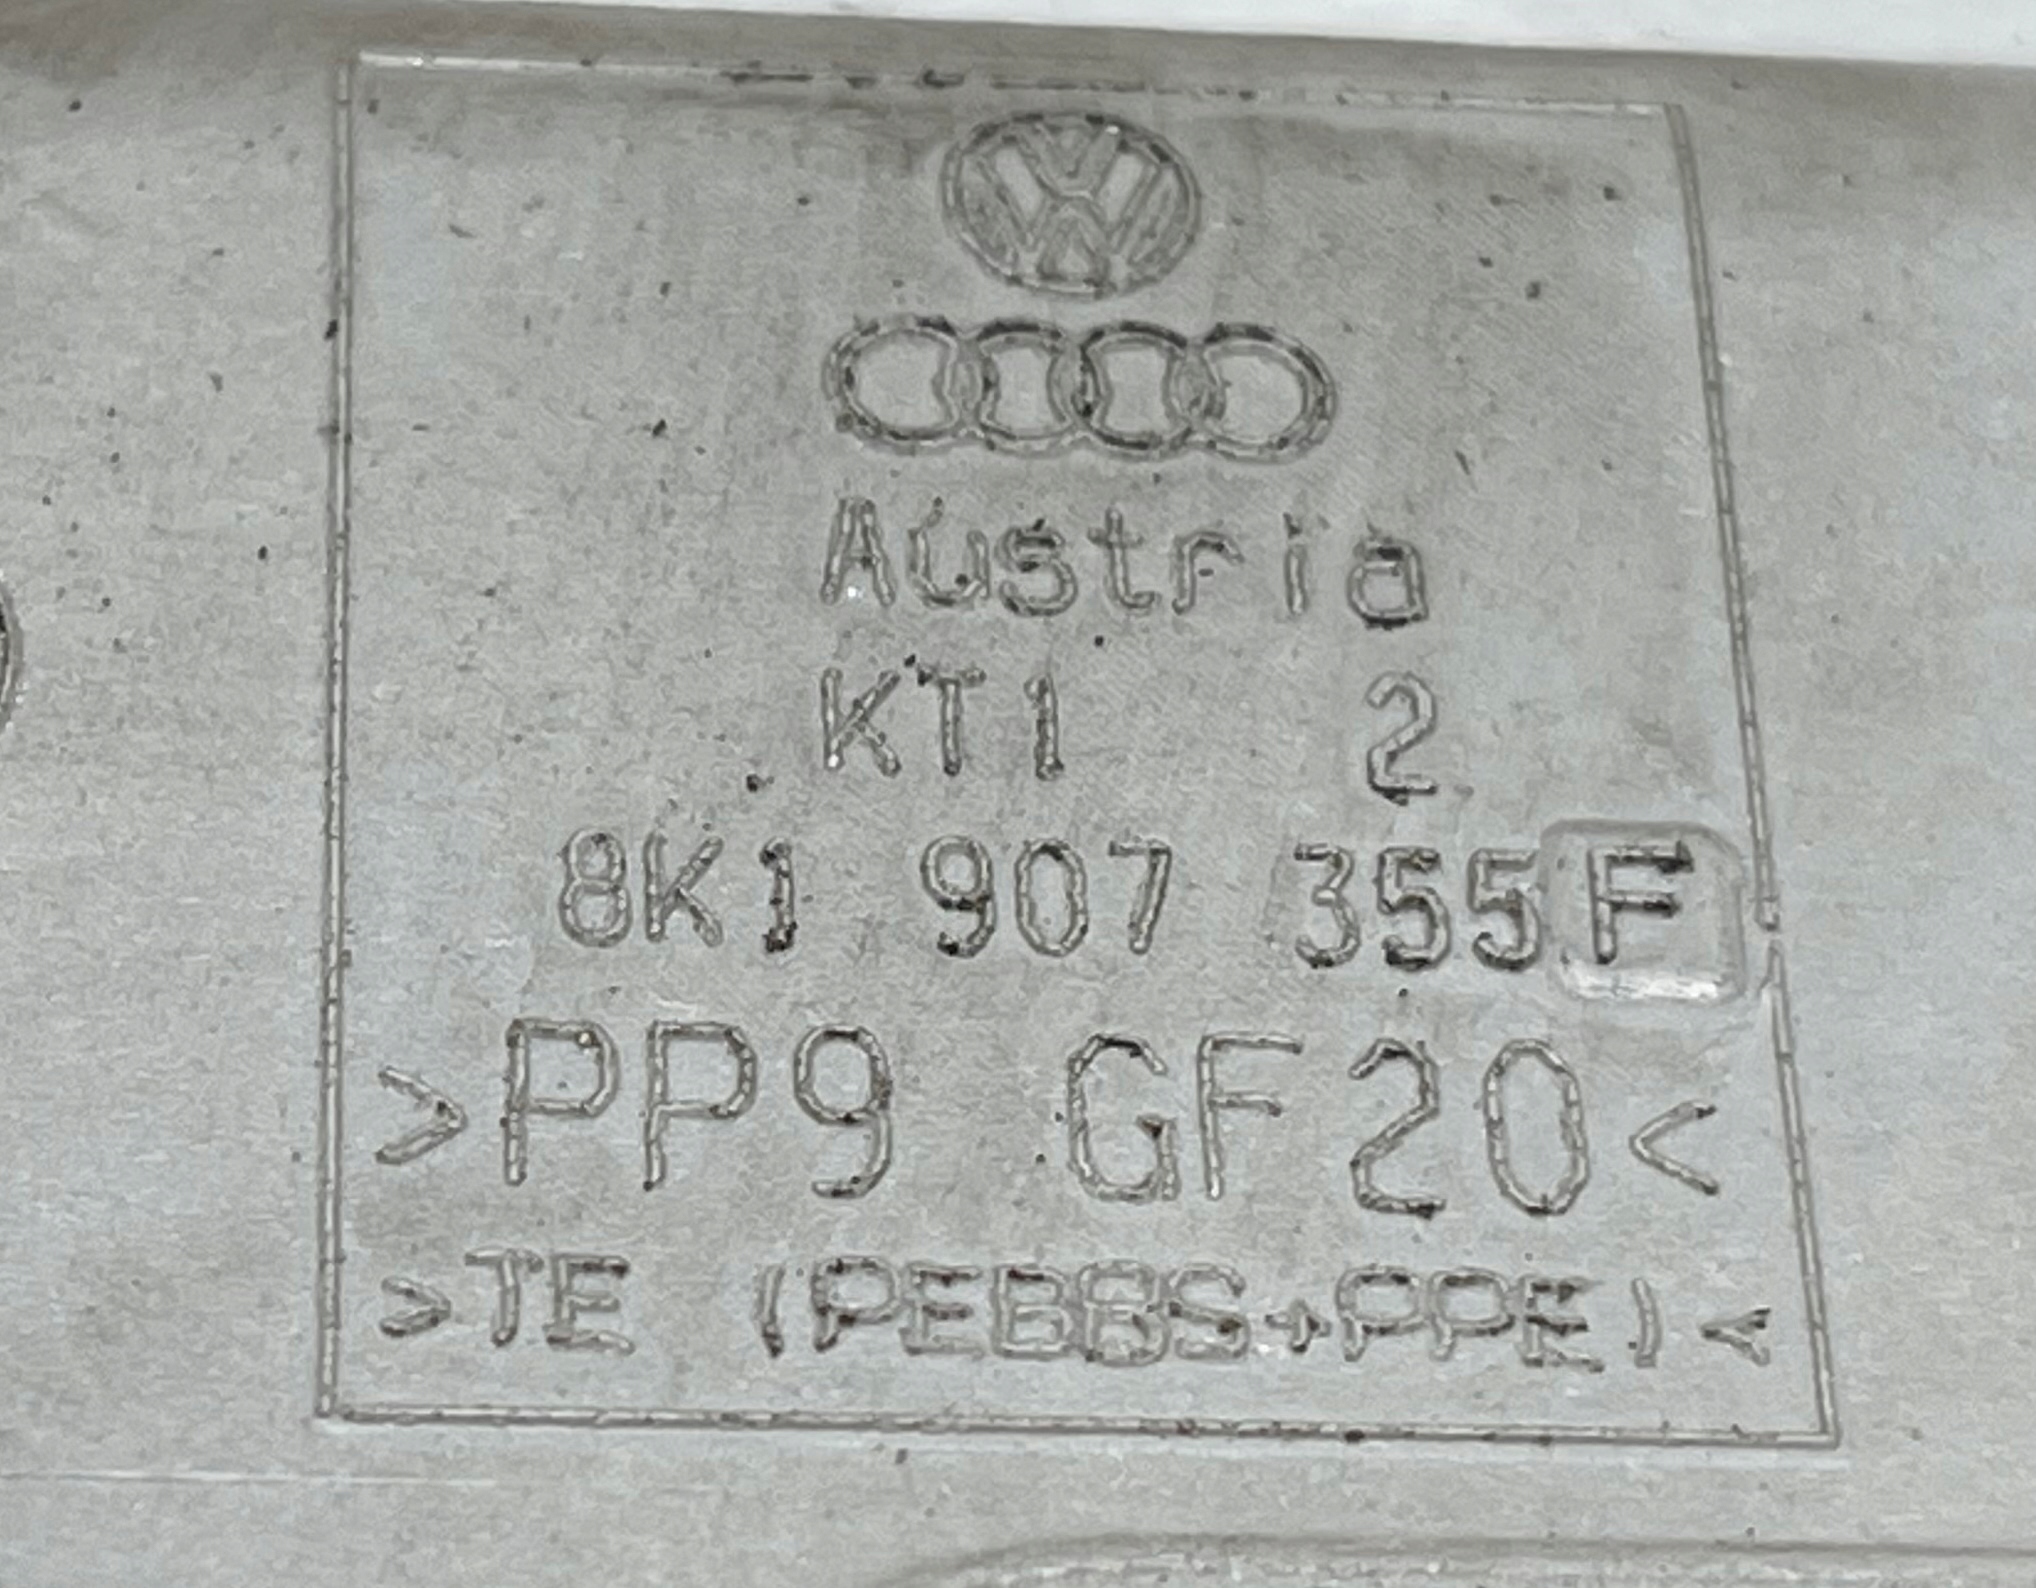 Austria
KT1 2
8K1 907 355F
>PP9 GF20<
>TE (PEBBS+PPE)<